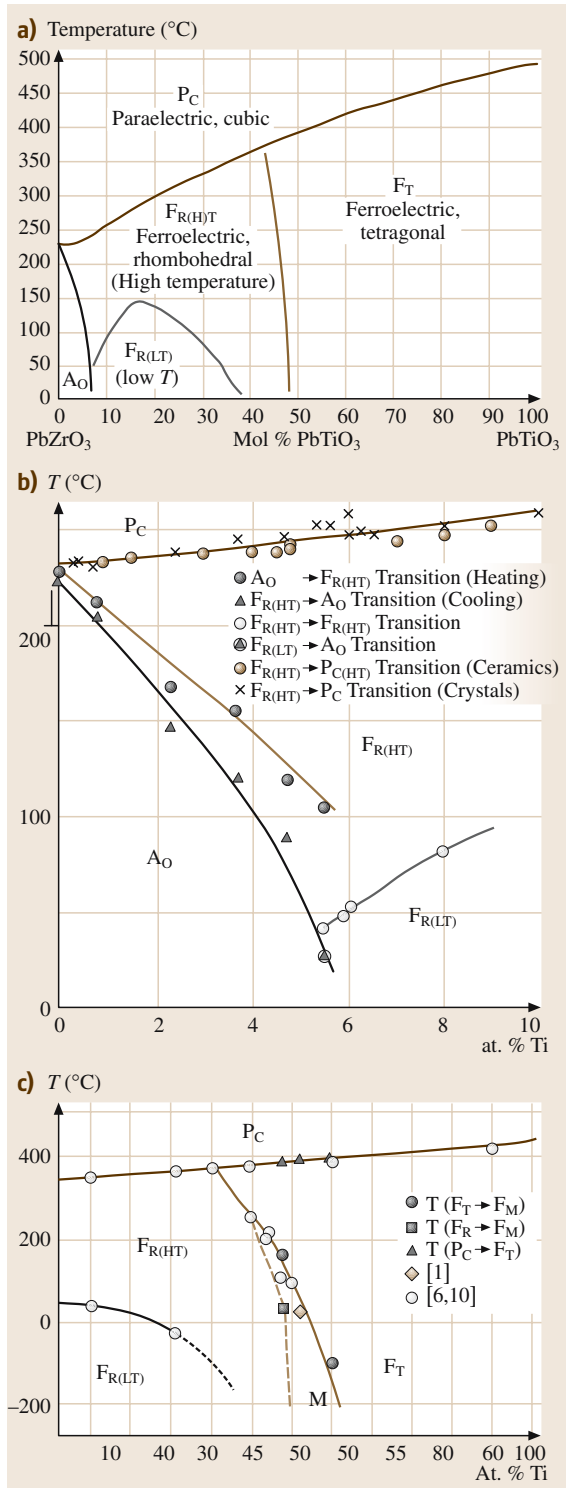 a) Temperature (°C)
500
450
400
350
300
250
200
150
100
50
0
P_C
Paraelectric, cubic
F_R(H)T
Ferroelectric,
rhombohedral
(High temperature)
F_T
Ferroelectric,
tetragonal
F_R(LT)
(low T)
A_O
0 10 20 30 40 50 60 70 80 90 100
PbZrO₃ Mol % PbTiO₃ PbTiO₃
b) T (°C)
P_C
A_O → F_R(HT) Transition (Heating)
F_R(HT) → A_O Transition (Cooling)
F_R(HT) → F_R(HT) Transition
F_R(LT) → A_O Transition
F_R(HT) → P_C(HT) Transition (Ceramics)
F_R(HT) → P_C Transition (Crystals)
200
F_R(HT)
100
A_O
F_R(LT)
0
0 2 4 6 8 10
at. % Ti
c) T (°C)
P_C
400
T (F_T → F_M)
T (F_R → F_M)
T (P_C → F_T)
[1]
[6,10]
F_R(HT)
200
0
F_R(LT)
F_T
–200
M
10 40 30 45 50 50 55 80 60 100
At. % Ti